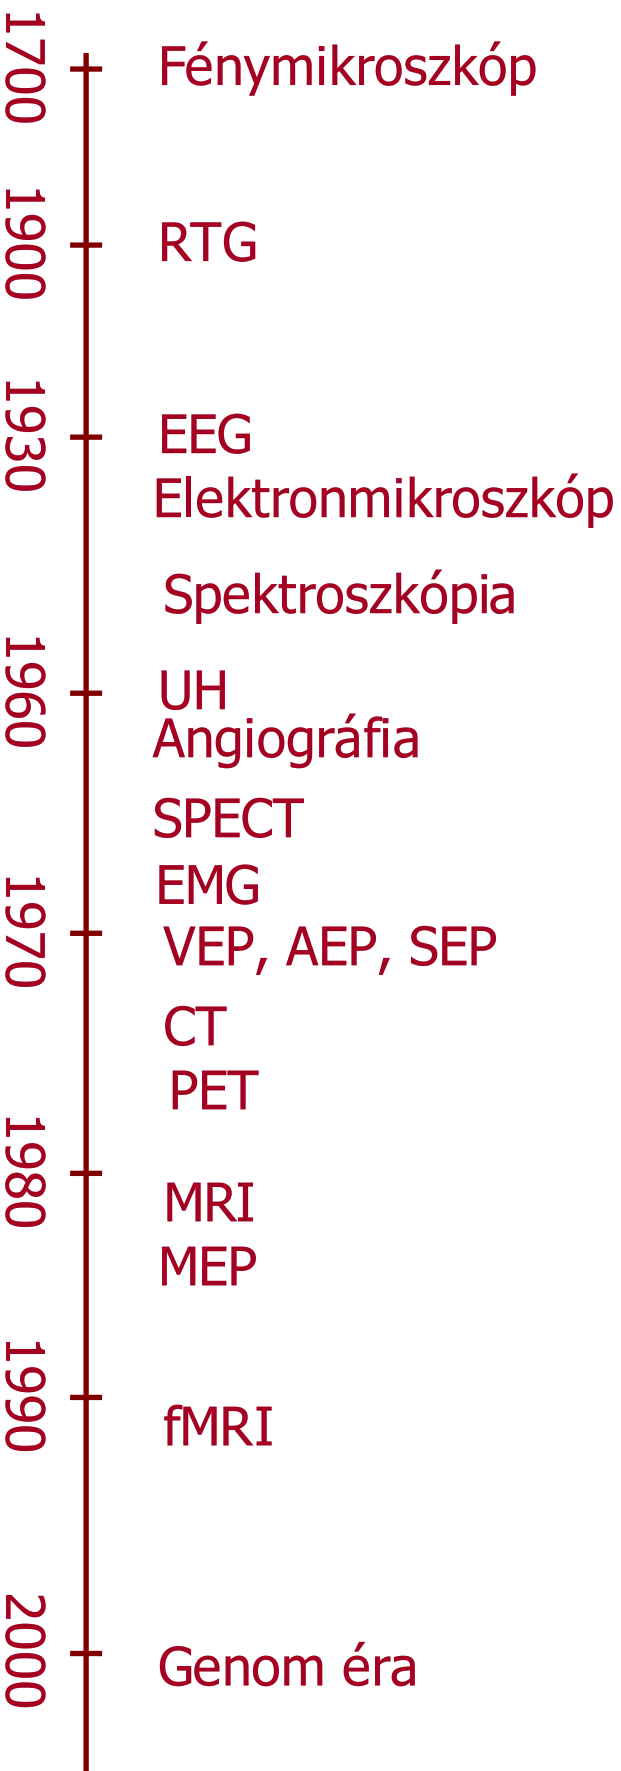 1700
Fénymikroszkóp
1900
RTG
1930
EEG
Elektronmikroszkóp
Spektroszkópia
1960
UH
Angiográfia
SPECT
EMG
1970
VEP, AEP, SEP
CT
PET
1980
MRI
MEP
1990
fMRI
2000
Genom éra